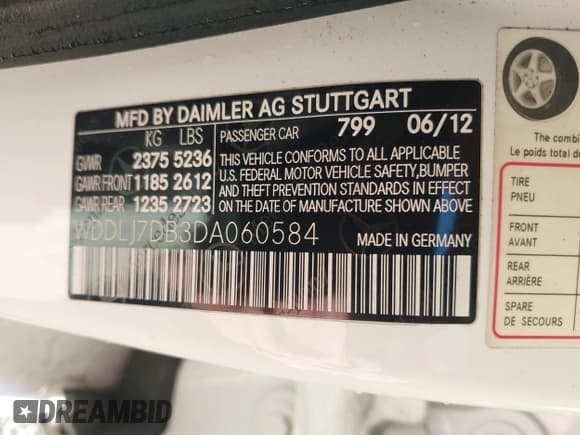 MFD BY DAIMLER AG STUTTGART
KG LBS
GVWR 2375 5236
GAWR FRONT 1185 2612
GAWR REAR 1235 2723
PASSENGER CAR 799 06/12
THIS VEHICLE CONFORMS TO ALL APPLICABLE
U.S. FEDERAL MOTOR VEHICLE SAFETY,BUMPER
AND THEFT PREVENTION STANDARDS IN EFFECT
ON THE DATE OF MANUFACTURE SHOWN ABOVE
WDDLJ7DB3DA060584 MADE IN GERMANY
The combi
Le poids total des
TIRE
PNEU
FRONT
AVANT
REAR
ARRIÈRE
SPARE
DE SECOURS
DREAMBID